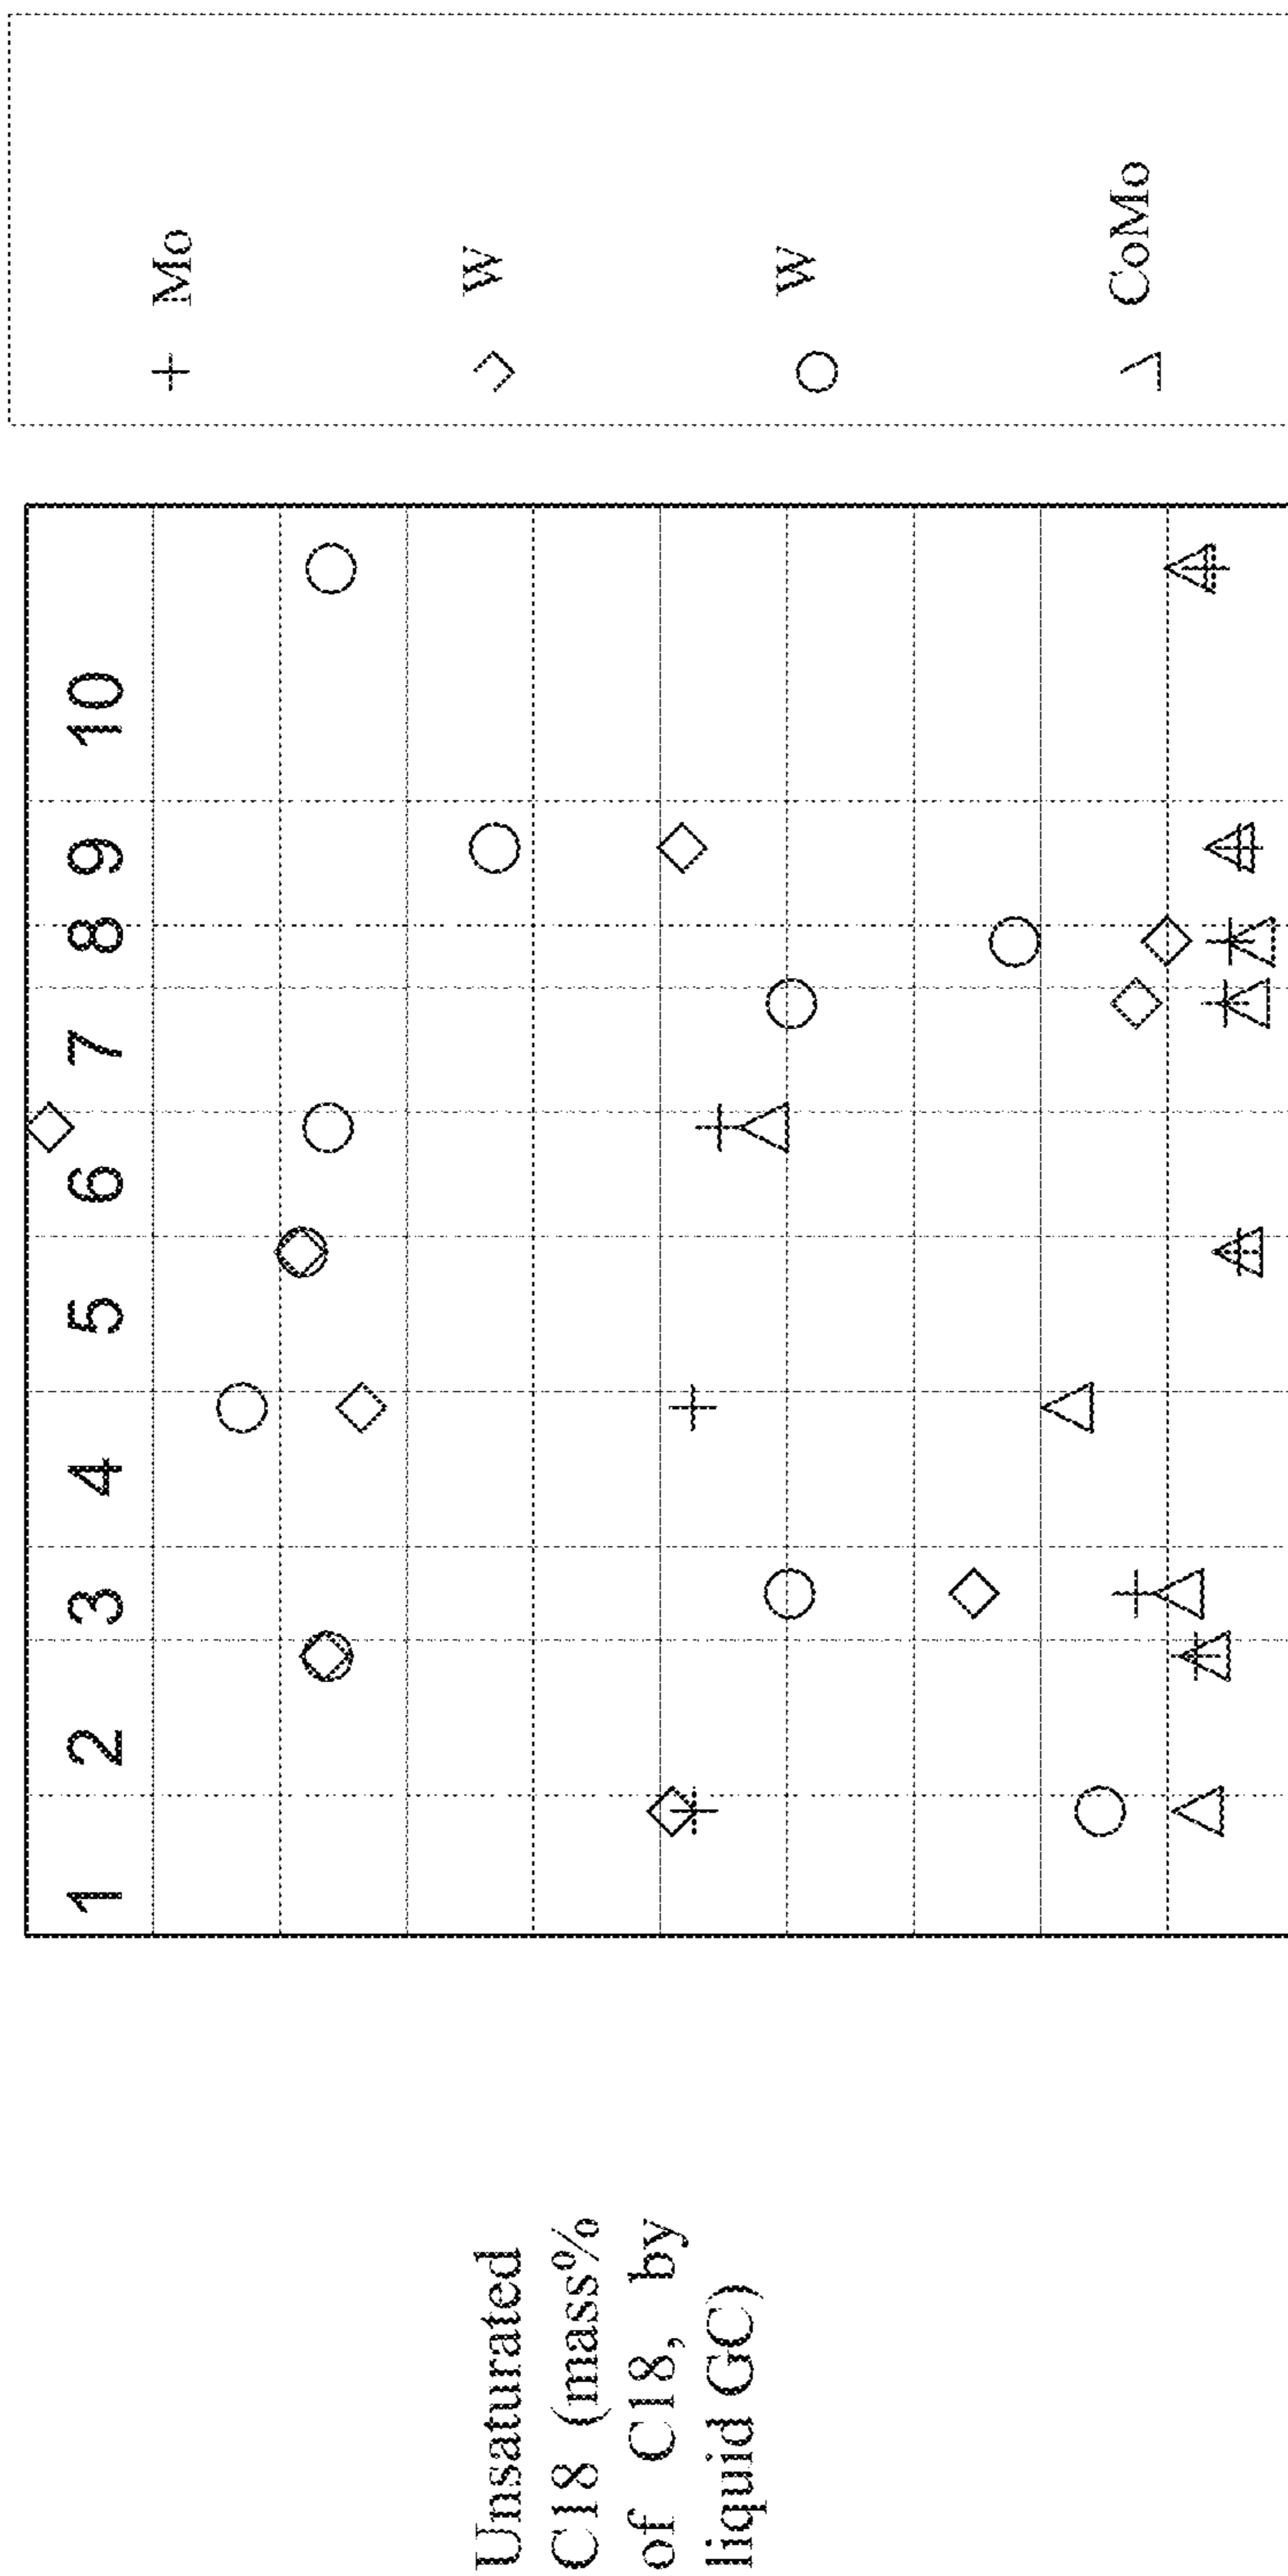 Unsaturated
C18 (mass%
of C18, by
liquid GC)
1 2 3 4 5 6 7 8 9 10
Mo
W
W
CoMo